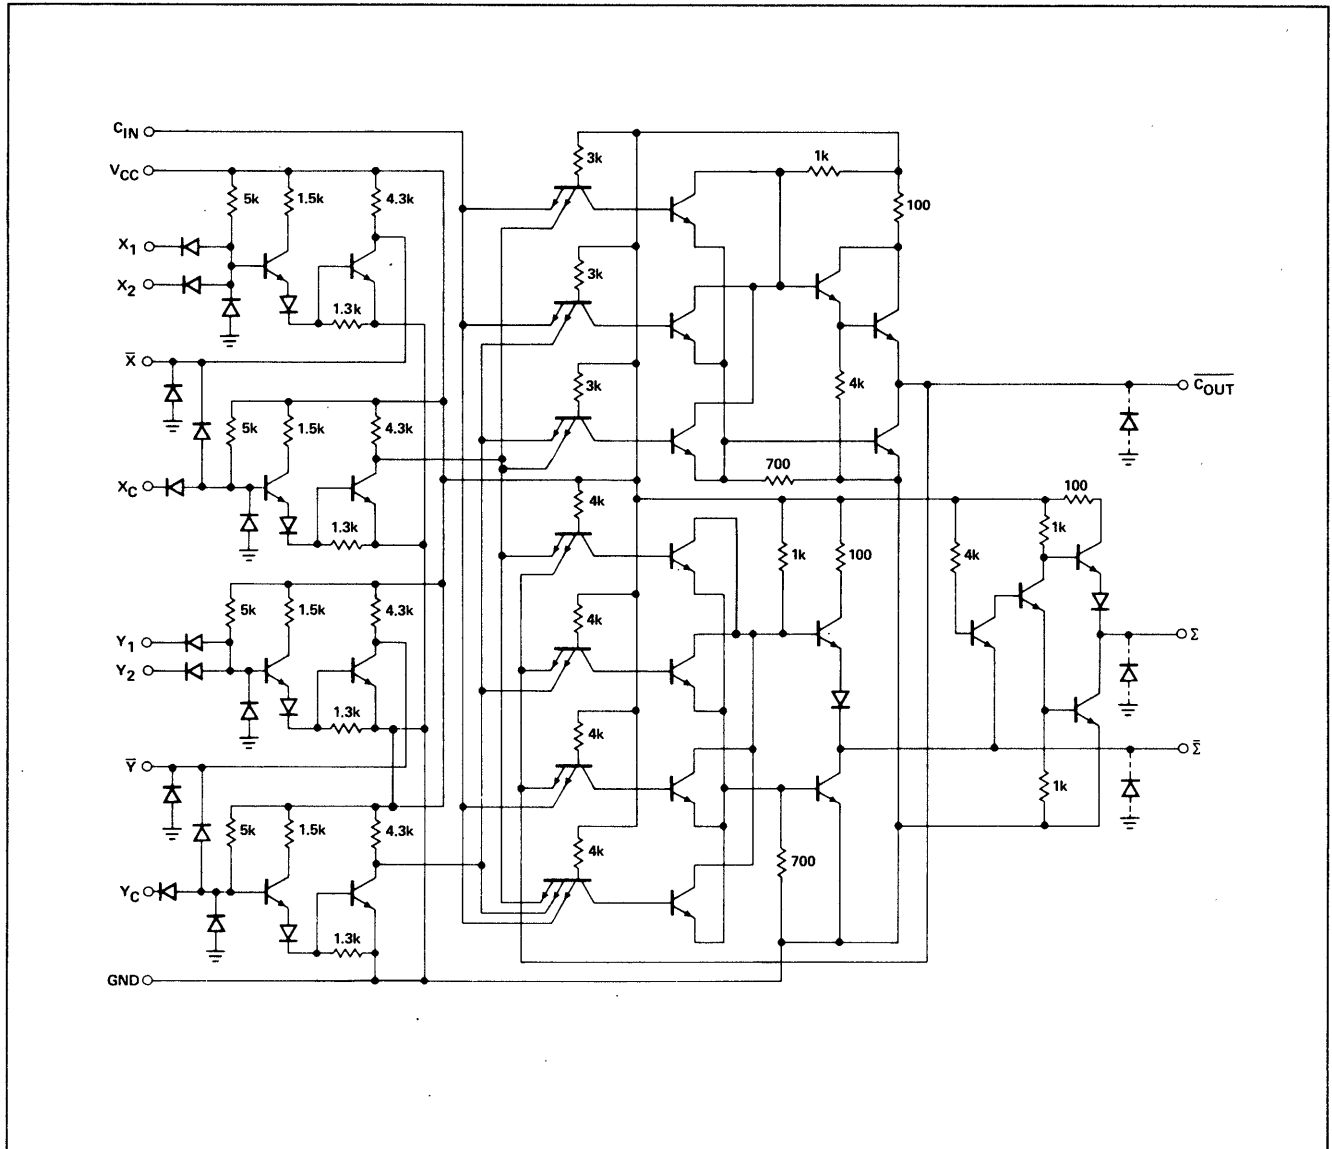 C_IN
V_CC
3k
1k
5k
1.5k
4.3k
100
X_1
X_2
3k
1.3k
X̅
3k
4k
C̅_O̅U̅T̅
5k
1.5k
4.3k
X_C
700
4k
100
1.3k
1k
100
4k
1k
5k
1.5k
4.3k
4k
Y_1
Σ
Y_2
1.3k
4k
Y̅
Σ̅
1k
5k
1.5k
4.3k
4k
700
Y_C
1.3k
GND